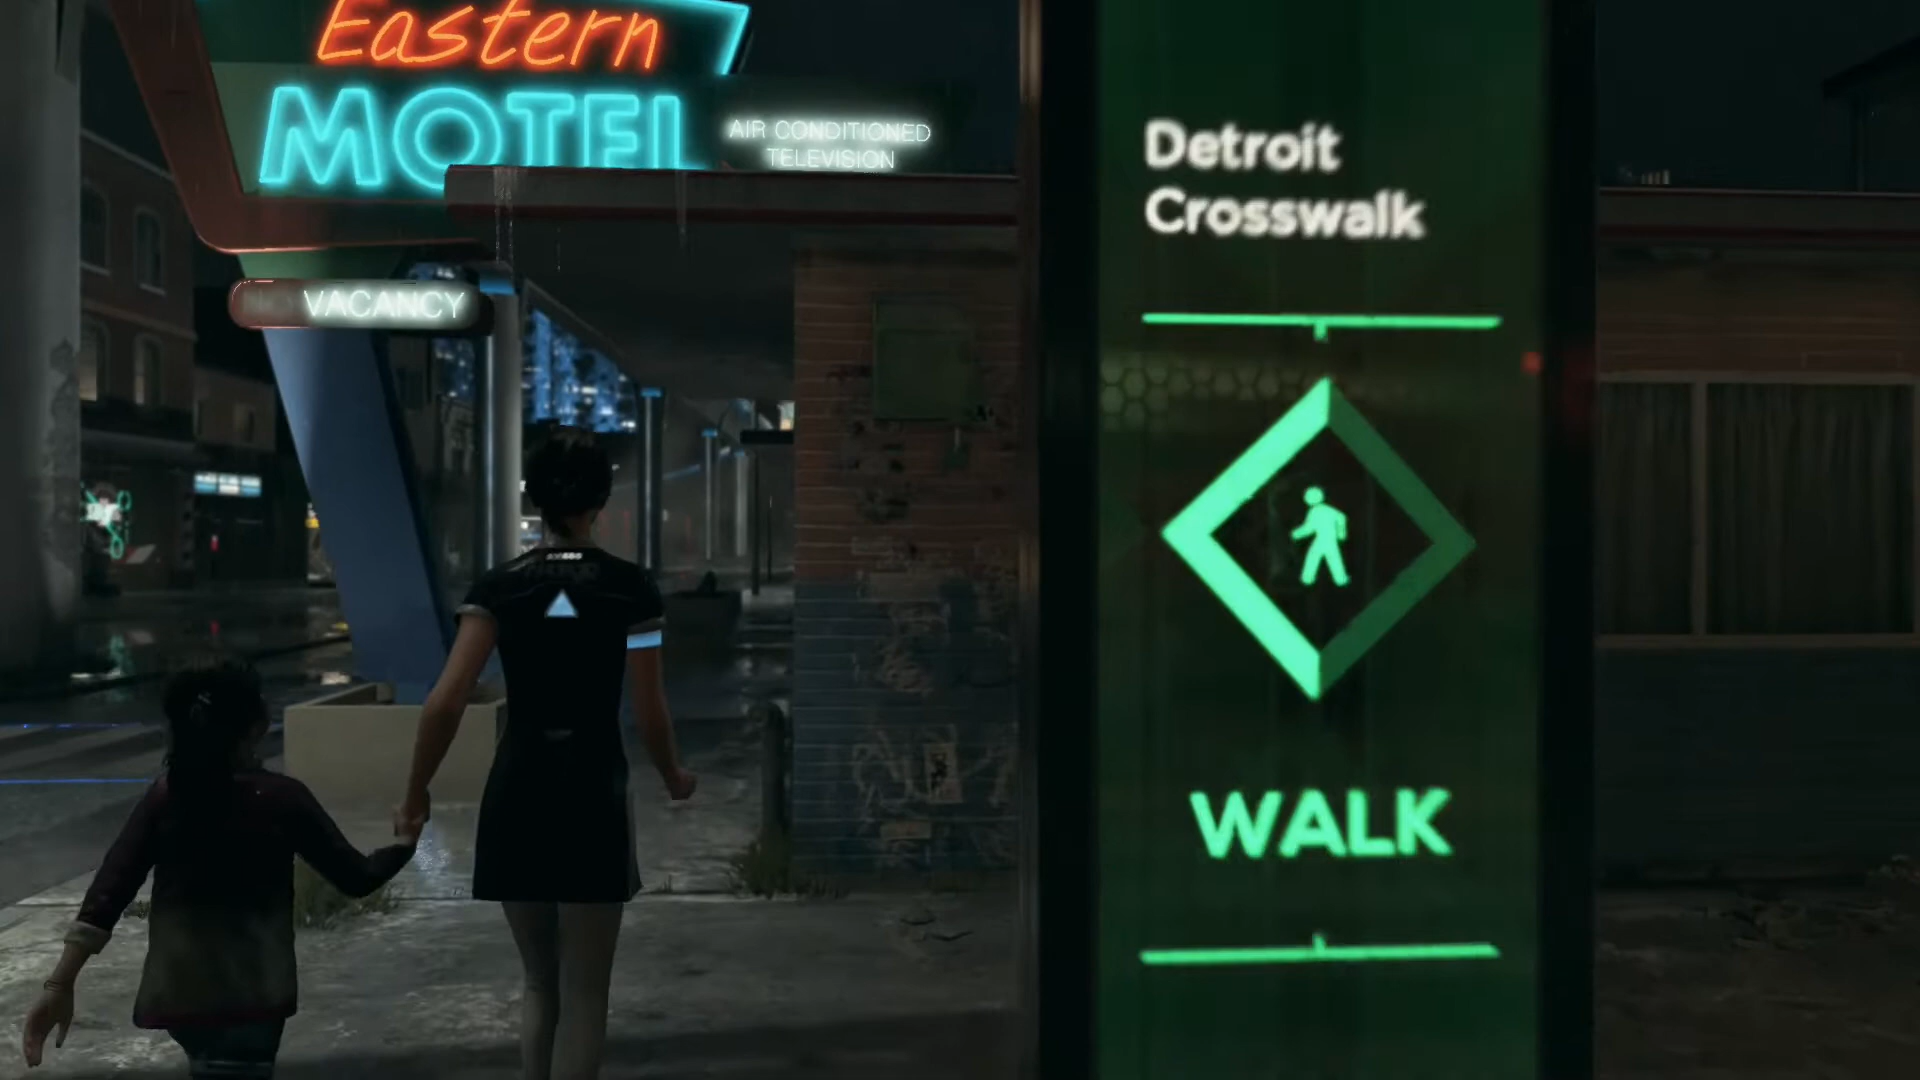 Eastern
MOTEL
AIR CONDITIONED
TELEVISION
VACANCY
Detroit
Crosswalk
WALK